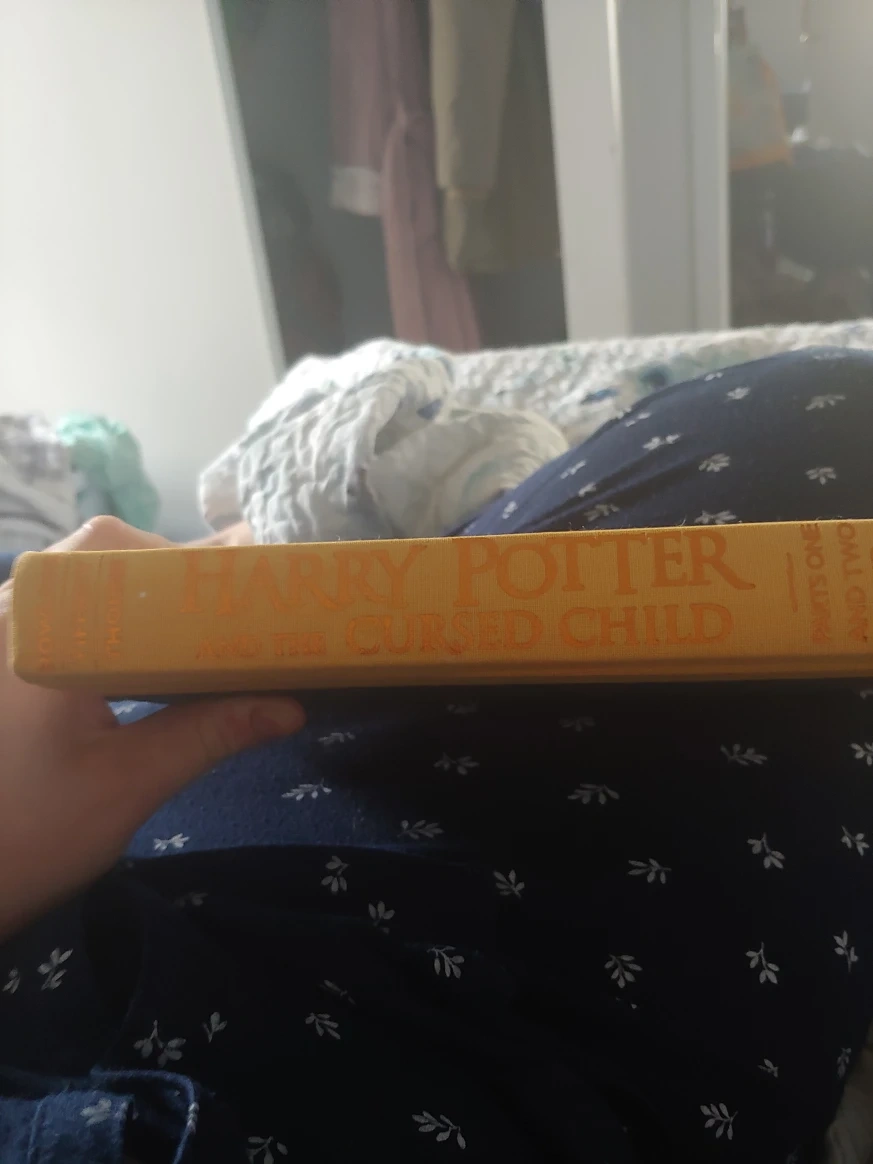 HARRY POTTER
AND THE CURSED CHILD
PARTS ONE
AND TWO